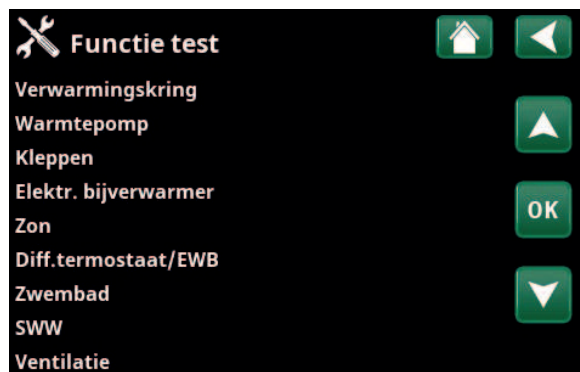 Functie test
Verwarmingskring
Warmtepomp
Kleppen
Elektr. bijverwarmer
OK
Zon
Diff.termostaat/EWB
Zwembad
SWW
Ventilatie